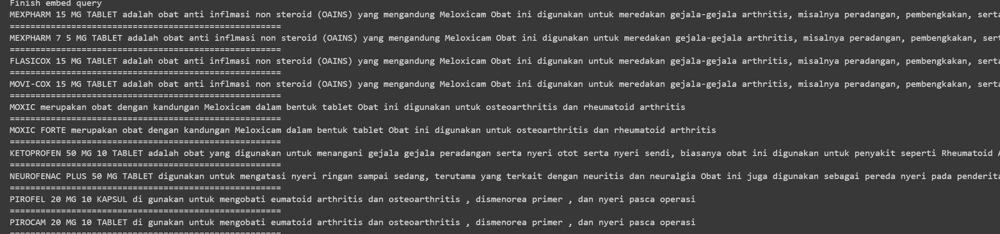 Finish embed query
MEXPHARM 15 MG TABLET adalah obat anti inflmasi non steroid (OAINS) yang mengandung Meloxicam Obat ini digunakan untuk meredakan gejala-gejala arthritis, misalnya peradangan, pembengkakan, serta
=====================================================
MEXPHARM 7 5 MG TABLET adalah obat anti inflmasi non steroid (OAINS) yang mengandung Meloxicam Obat ini digunakan untuk meredakan gejala-gejala arthritis, misalnya peradangan, pembengkakan, sert
=====================================================
FLASICOX 15 MG TABLET adalah obat anti inflmasi non steroid (OAINS) yang mengandung Meloxicam Obat ini digunakan untuk meredakan gejala-gejala arthritis, misalnya peradangan, pembengkakan, serta
=====================================================
MOVI-COX 15 MG TABLET adalah obat anti inflmasi non steroid (OAINS) yang mengandung Meloxicam Obat ini digunakan untuk meredakan gejala-gejala arthritis, misalnya peradangan, pembengkakan, serta
=====================================================
MOXIC merupakan obat dengan kandungan Meloxicam dalam bentuk tablet Obat ini digunakan untuk osteoarthritis dan rheumatoid arthritis
=====================================================
MOXIC FORTE merupakan obat dengan kandungan Meloxicam dalam bentuk tablet Obat ini digunakan untuk osteoarthritis dan rheumatoid arthritis
=====================================================
KETOPROFEN 50 MG 10 TABLET adalah obat yang digunakan untuk menangani gejala gejala peradangan serta nyeri otot serta nyeri sendi, biasanya obat ini digunakan untuk penyakit seperti Rheumatoid A
=====================================================
NEUROFENAC PLUS 50 MG TABLET digunakan untuk mengatasi nyeri ringan sampai sedang, terutama yang terkait dengan neuritis dan neuralgia Obat ini juga digunakan sebagai pereda nyeri pada penderita
=====================================================
PIROFEL 20 MG 10 KAPSUL di gunakan untuk mengobati eumatoid arthritis dan osteoarthritis , dismenorea primer , dan nyeri pasca operasi
=====================================================
PIROCAM 20 MG 10 TABLET di gunakan untuk mengobati eumatoid arthritis dan osteoarthritis , dismenorea primer , dan nyeri pasca operasi
=====================================================